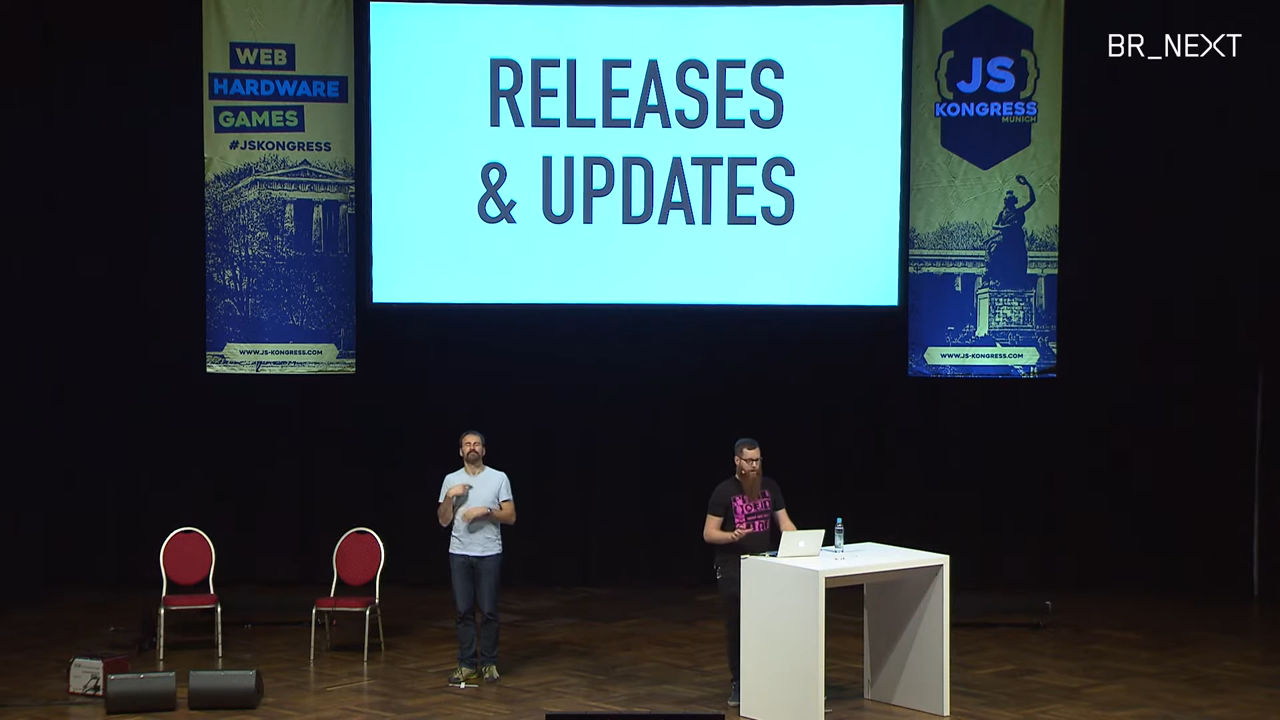 WEB
HARDWARE
GAMES
#JSKONGRESS
WWW.JS-KONGRESS.COM
RELEASES
& UPDATES
{JS}
KONGRESS
MUNICH
WWW.JS-KONGRESS.COM
BR_NEXT